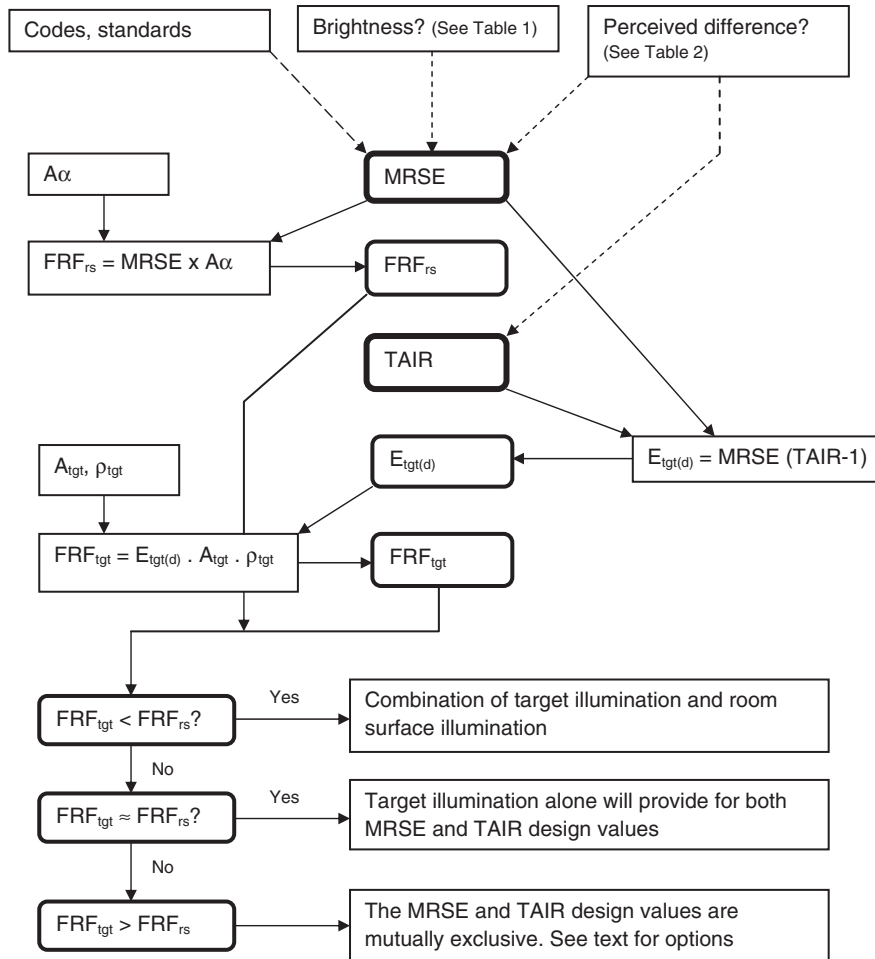 Codes, standards
Brightness? (See Table 1)
Perceived difference?
(See Table 2)
MRSE
Aα
FRFrs = MRSE x Aα
FRFrs
TAIR
Atgt, ρtgt
Etgt(d)
Etgt(d) = MRSE (TAIR-1)
FRFtgt = Etgt(d) . Atgt . ρtgt
FRFtgt
FRFtgt < FRFrs?
Yes
Combination of target illumination and room
surface illumination
No
FRFtgt ≈ FRFrs?
Yes
Target illumination alone will provide for both
MRSE and TAIR design values
No
FRFtgt > FRFrs
The MRSE and TAIR design values are
mutually exclusive. See text for options